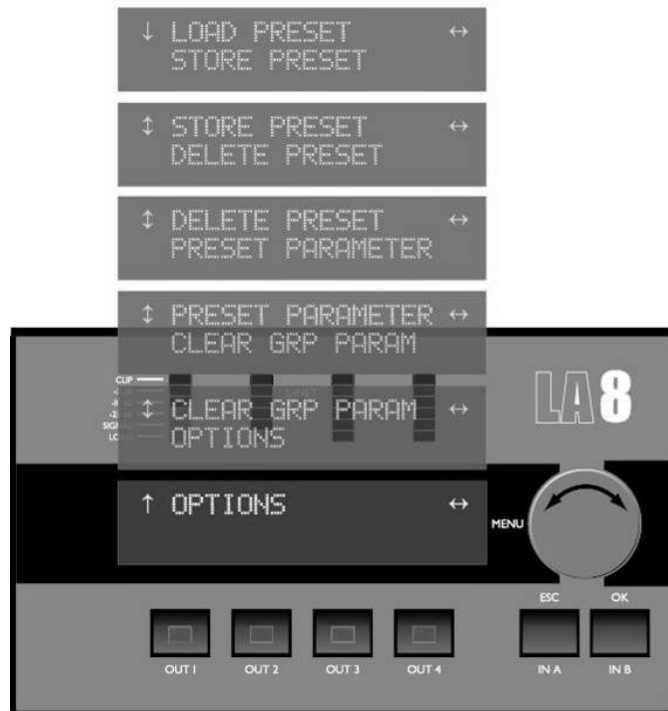 ↓ LOAD PRESET ↔
STORE PRESET
↕ STORE PRESET ↔
DELETE PRESET
↕ DELETE PRESET ↔
PRESET PARAMETER
↕ PRESET PARAMETER ↔
CLEAR GRP PARAM
CLIP
↕ CLEAR GRP PARAM ↔
OPTIONS
LA8
↑ OPTIONS ↔
MENU
ESC OK
OUT 1 OUT 2 OUT 3 OUT 4 IN A IN B